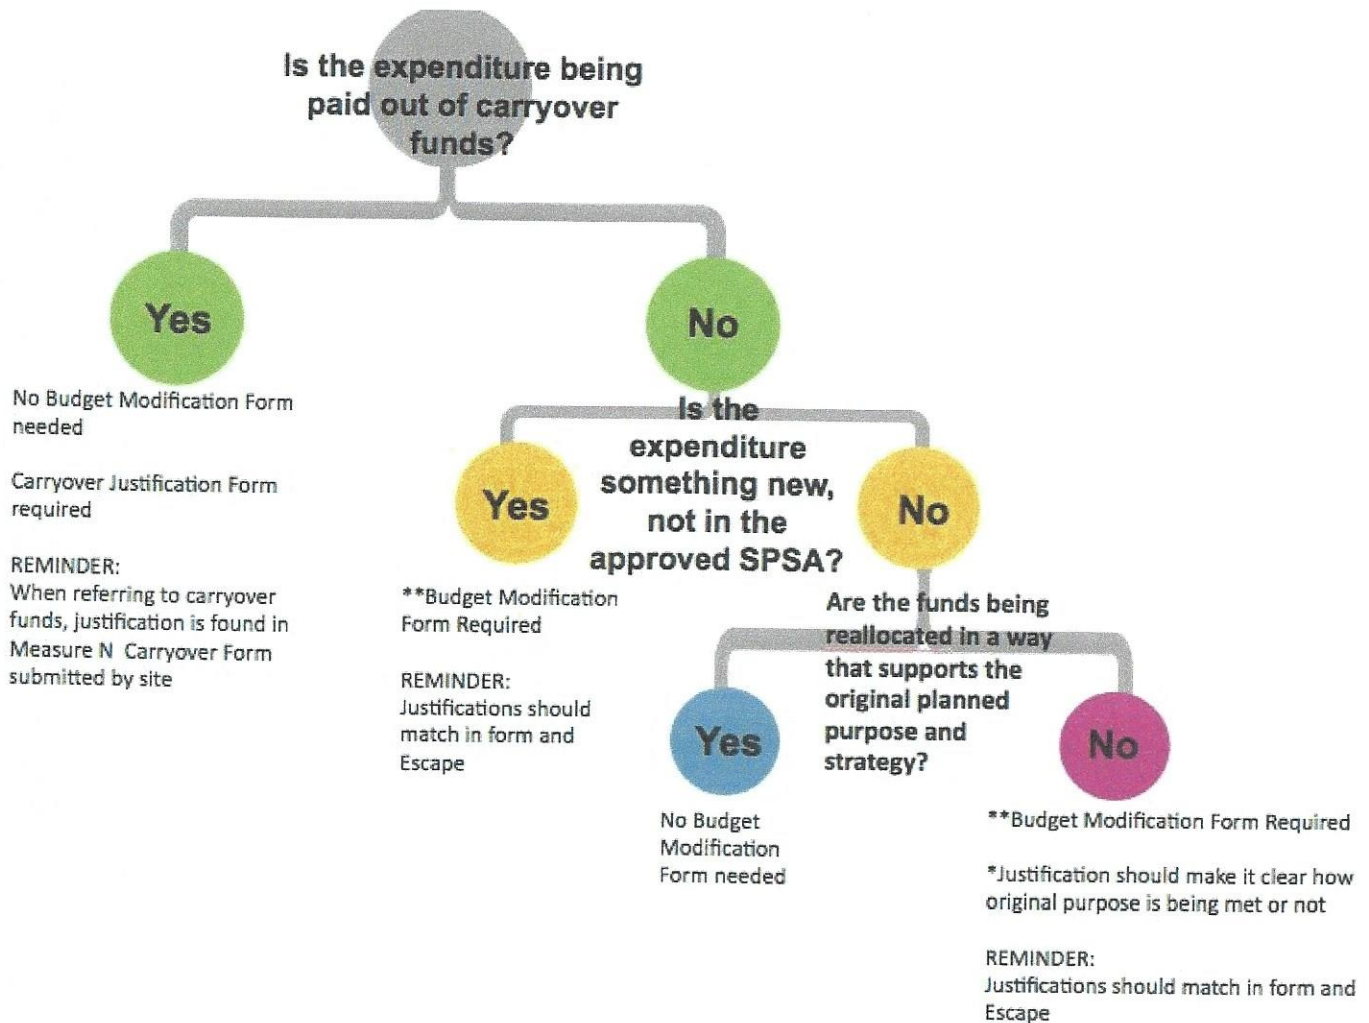 Is the expenditure being
paid out of carryover
funds?
Yes
No
No Budget Modification Form
needed
Carryover Justification Form
required
REMINDER:
When referring to carryover
funds, justification is found in
Measure N Carryover Form
submitted by site
Is the
expenditure
something new,
not in the
approved SPSA?
Yes
No
**Budget Modification
Form Required
REMINDER:
Justifications should
match in form and
Escape
Are the funds being
reallocated in a way
that supports the
original planned
purpose and
strategy?
Yes
No
No Budget
Modification
Form needed
**Budget Modification Form Required
*Justification should make it clear how
original purpose is being met or not
REMINDER:
Justifications should match in form and
Escape